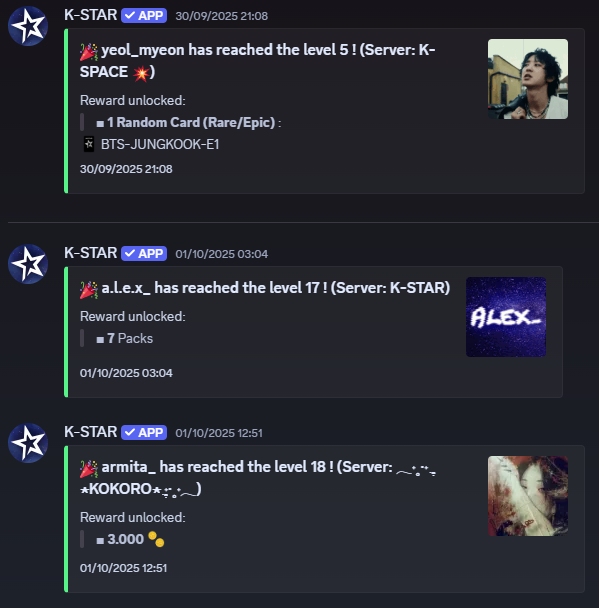 K-STAR ✓ APP 30/09/2025 21:08
🎉 yeol_myeon has reached the level 5 ! (Server: K-
SPACE 💥)
Reward unlocked:
▪ 1 Random Card (Rare/Epic) :
BTS-JUNGKOOK-E1
30/09/2025 21:08
K-STAR ✓ APP 01/10/2025 03:04
🎉 a.l.e.x_ has reached the level 17 ! (Server: K-STAR)
ALEX_
Reward unlocked:
▪ 7 Packs
01/10/2025 03:04
K-STAR ✓ APP 01/10/2025 12:51
🎉 armita_ has reached the level 18 ! (Server:
⋆KOKORO⋆)
Reward unlocked:
▪ 3.000
01/10/2025 12:51